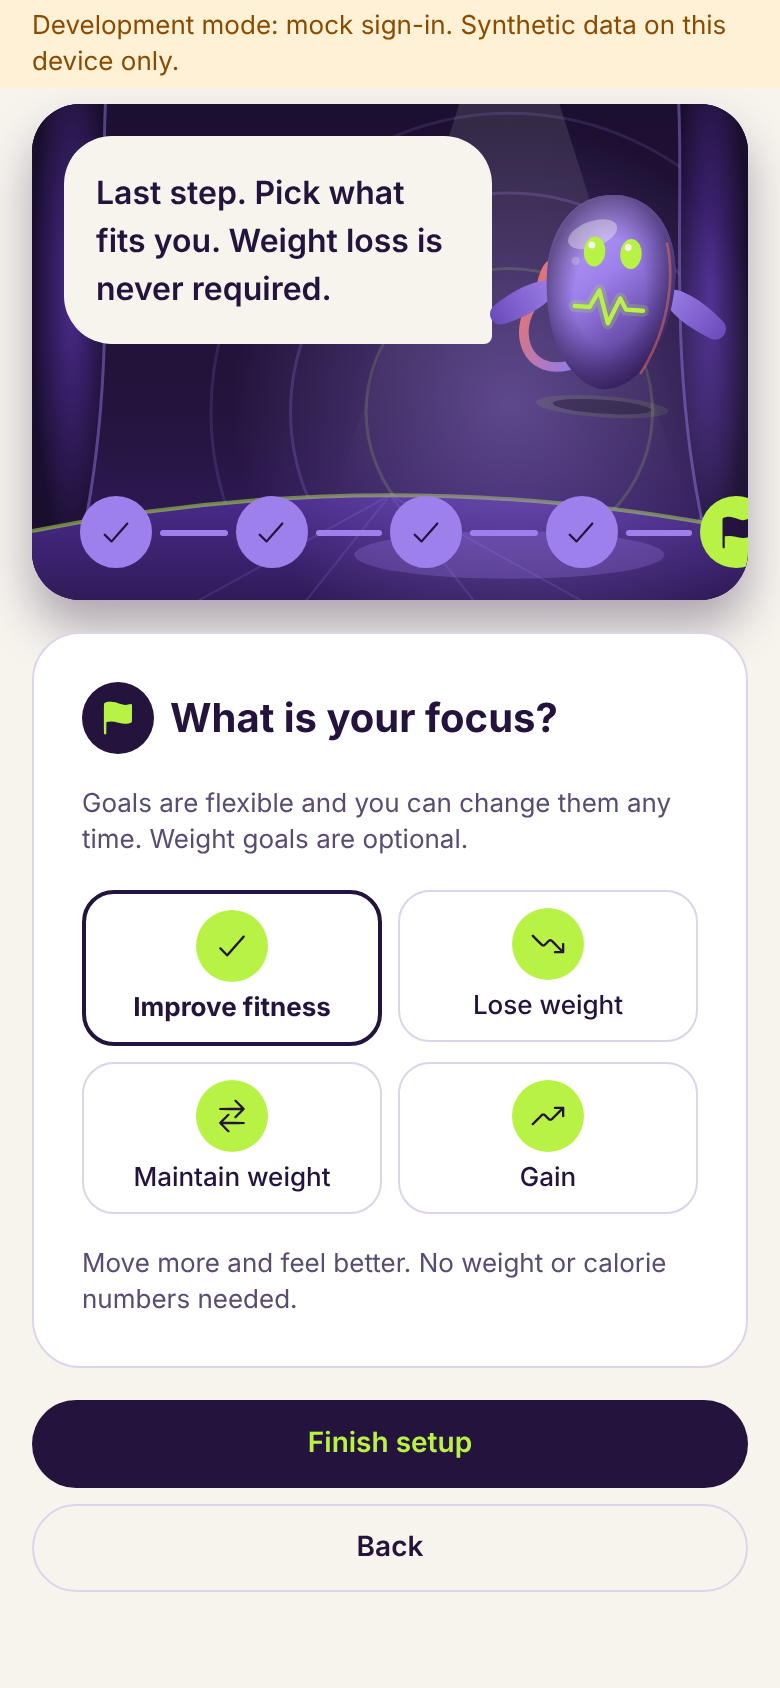 Development mode: mock sign-in. Synthetic data on this
device only.
Last step. Pick what
fits you. Weight loss is
never required.
What is your focus?
Goals are flexible and you can change them any
time. Weight goals are optional.
Improve fitness
Lose weight
Maintain weight
Gain
Move more and feel better. No weight or calorie
numbers needed.
Finish setup
Back